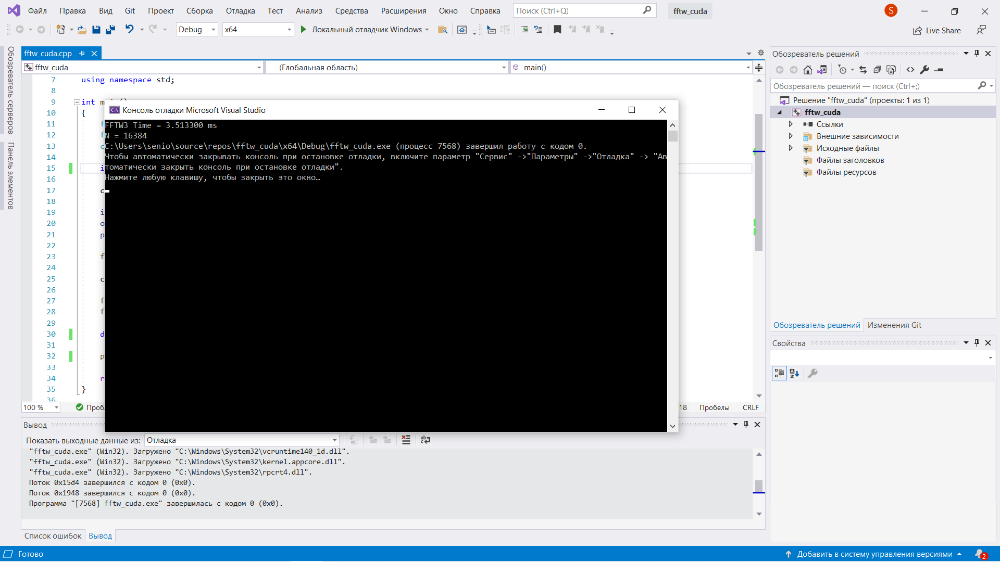 Файл Правка Вид Git Проект Сборка Отладка Тест Анализ Средства Расширения Окно Справка Поиск (Ctrl+Q) fftw_cuda S
Debug x64 Локальный отладчик Windows Live Share
Обозреватель серверов
Панель элементов
fftw_cuda.cpp
fftw_cuda (Глобальная область) main()
7 using namespace std;
8
9 int m
10 {
11 f
12 f
13 c
14
15 i
16
17 c
18
19 i
20 o
21 p
22
23 f
24
25 c
26
27 f
28 f
29
30 d
31
32 p
33
34 r
35 }
36
Консоль отладки Microsoft Visual Studio
FFTW3 Time = 3.513300 ms
N = 16384
C:\Users\senio\source\repos\fftw_cuda\x64\Debug\fftw_cuda.exe (процесс 7568) завершил работу с кодом 0.
Чтобы автоматически закрывать консоль при остановке отладки, включите параметр "Сервис" ->"Параметры" ->"Отладка" -> "Ав
томатически закрыть консоль при остановке отладки".
Нажмите любую клавишу, чтобы закрыть это окно…
100 % Проб 18 Пробелы CRLF
Вывод
Показать выходные данные из: Отладка
"fftw_cuda.exe" (Win32). Загружено "C:\Windows\System32\vcruntime140_1d.dll".
"fftw_cuda.exe" (Win32). Загружено "C:\Windows\System32\kernel.appcore.dll".
"fftw_cuda.exe" (Win32). Загружено "C:\Windows\System32\rpcrt4.dll".
Поток 0x15d4 завершился с кодом 0 (0x0).
Поток 0x1948 завершился с кодом 0 (0x0).
Программа "[7568] fftw_cuda.exe" завершилась с кодом 0 (0x0).
Список ошибок Вывод
Обозреватель решений
Обозреватель решений — поиск (Ctrl+;)
Решение "fftw_cuda" (проекты: 1 из 1)
fftw_cuda
Ссылки
Внешние зависимости
Исходные файлы
Файлы заголовков
Файлы ресурсов
Обозреватель решений Изменения Git
Свойства
Готово Добавить в систему управления версиями 2